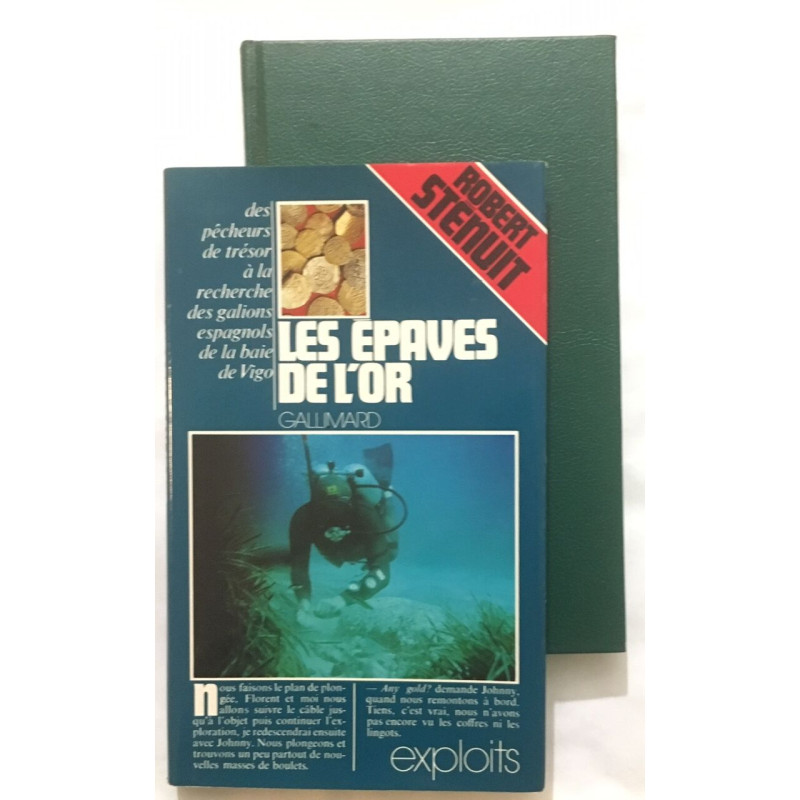 ROBERT
STENUIT
des
pêcheurs
de trésor
à la
recherche
des galions
espagnols
de la baie
de Vigo
LES ÉPAVES
DE L'OR
GALLIMARD
nous faisons le plan de plon-
gée, Florent et moi nous
allons suivre le câble jus-
qu'à l'objet puis continuer l'ex-
ploration, je redescendrai ensuite
avec Johnny. Nous plongeons et
trouvons un peu partout de nou-
velles masses de boulets.
— Any gold? demande Johnny,
quand nous remontons à bord.
Tiens, c'est vrai, nous n'avons
pas encore vu les coffres ni les
lingots.
exploits